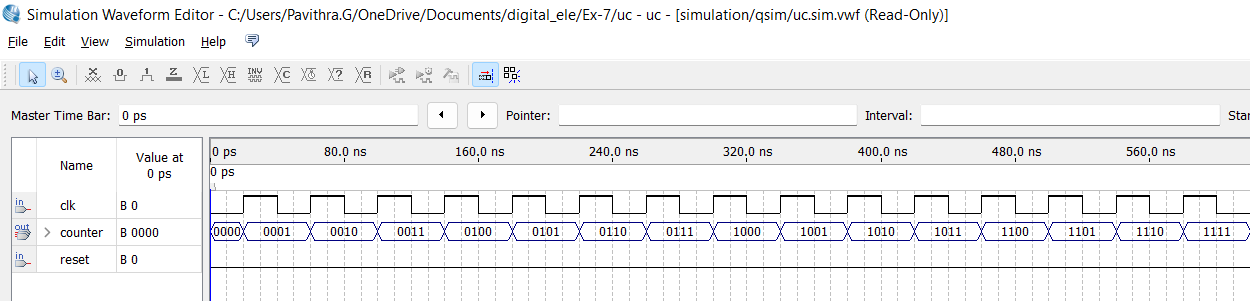 Simulation Waveform Editor - C:/Users/Pavithra.G/OneDrive/Documents/digital_ele/Ex-7/uc - uc - [simulation/qsim/uc.sim.vwf (Read-Only)]
File Edit View Simulation Help
Master Time Bar: 0 ps Pointer: Interval: Star
Name Value at 0 ps 0 ps 80.0 ns 160.0 ns 240.0 ns 320.0 ns 400.0 ns 480.0 ns 560.0 ns
0 ps
in clk B 0
out > counter B 0000 0000 0001 0010 0011 0100 0101 0110 0111 1000 1001 1010 1011 1100 1101 1110 1111
in reset B 0